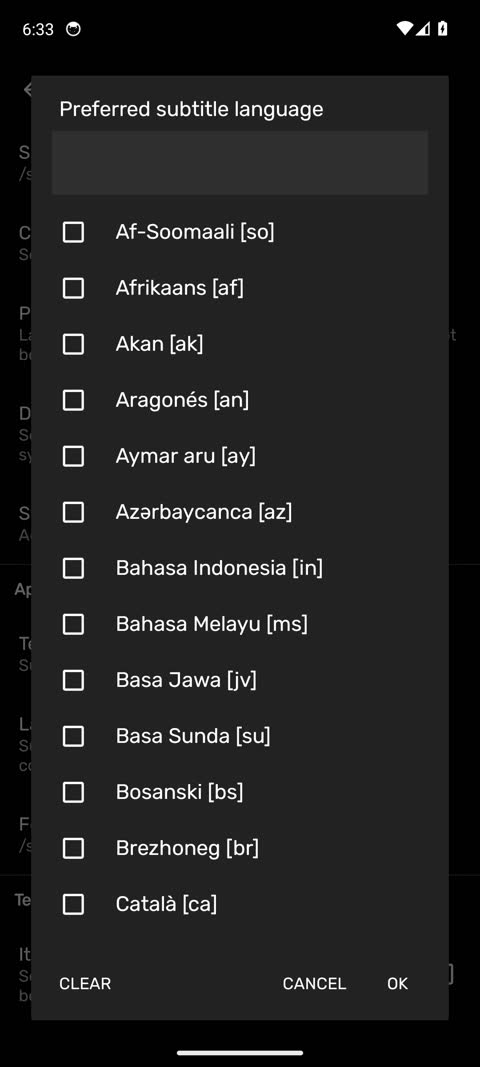 6:33
Preferred subtitle language
Af-Soomaali [so]
Afrikaans [af]
Akan [ak]
Aragonés [an]
Aymar aru [ay]
Azərbaycanca [az]
Bahasa Indonesia [in]
Bahasa Melayu [ms]
Basa Jawa [jv]
Basa Sunda [su]
Bosanski [bs]
Brezhoneg [br]
Català [ca]
CLEAR CANCEL OK